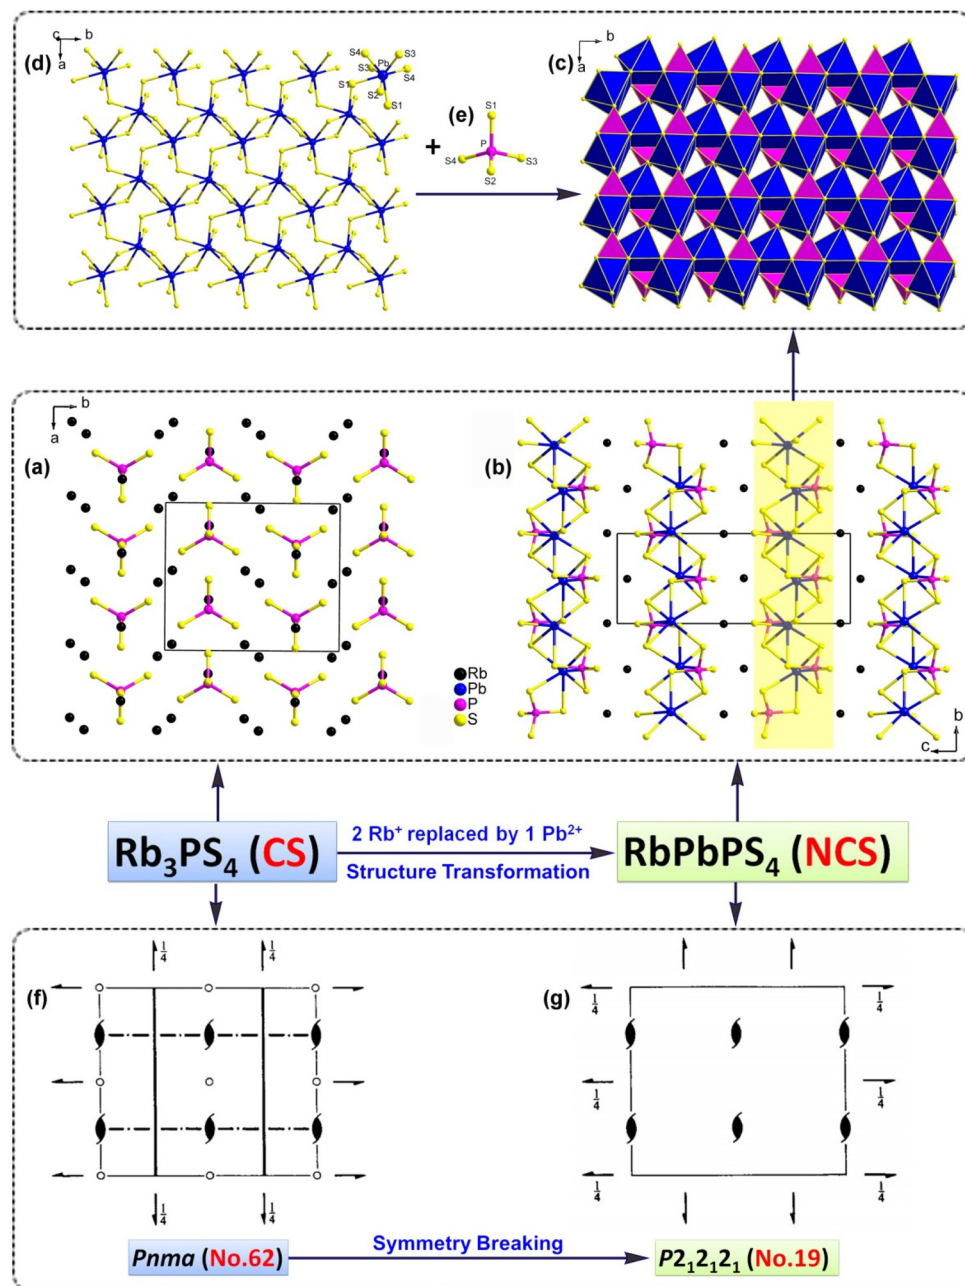 (d)
c
b
a
S4
S3
Pb
S3
S4
S1
S2
S1
+
(e)
S1
P
S4
S3
S2
(c)
b
a
(a)
b
a
(b)
Rb
Pb
P
S
b
c
Rb₃PS₄ (CS)
2 Rb⁺ replaced by 1 Pb²⁺
Structure Transformation
RbPbPS₄ (NCS)
(f)
1/4
1/4
1/4
1/4
(g)
1/4
1/4
1/4
1/4
1/4
1/4
Pnma (No.62)
Symmetry Breaking
P2₁2₁2₁ (No.19)